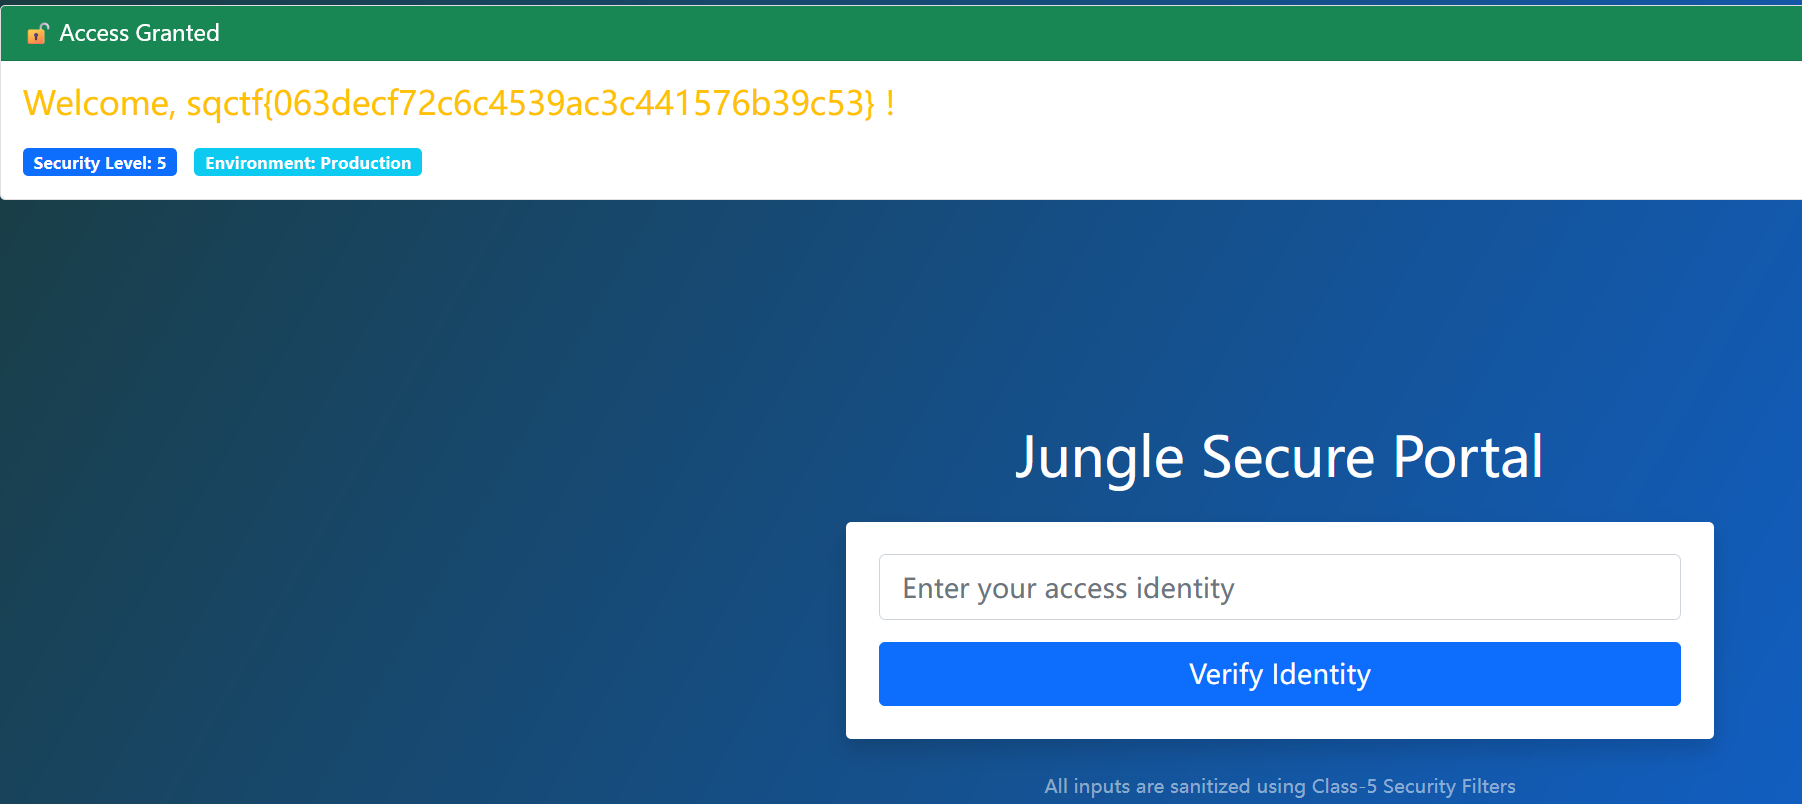 Access Granted
Welcome, sqctf{063decf72c6c4539ac3c441576b39c53} !
Security Level: 5 Environment: Production
Jungle Secure Portal
Enter your access identity
Verify Identity
All inputs are sanitized using Class-5 Security Filters